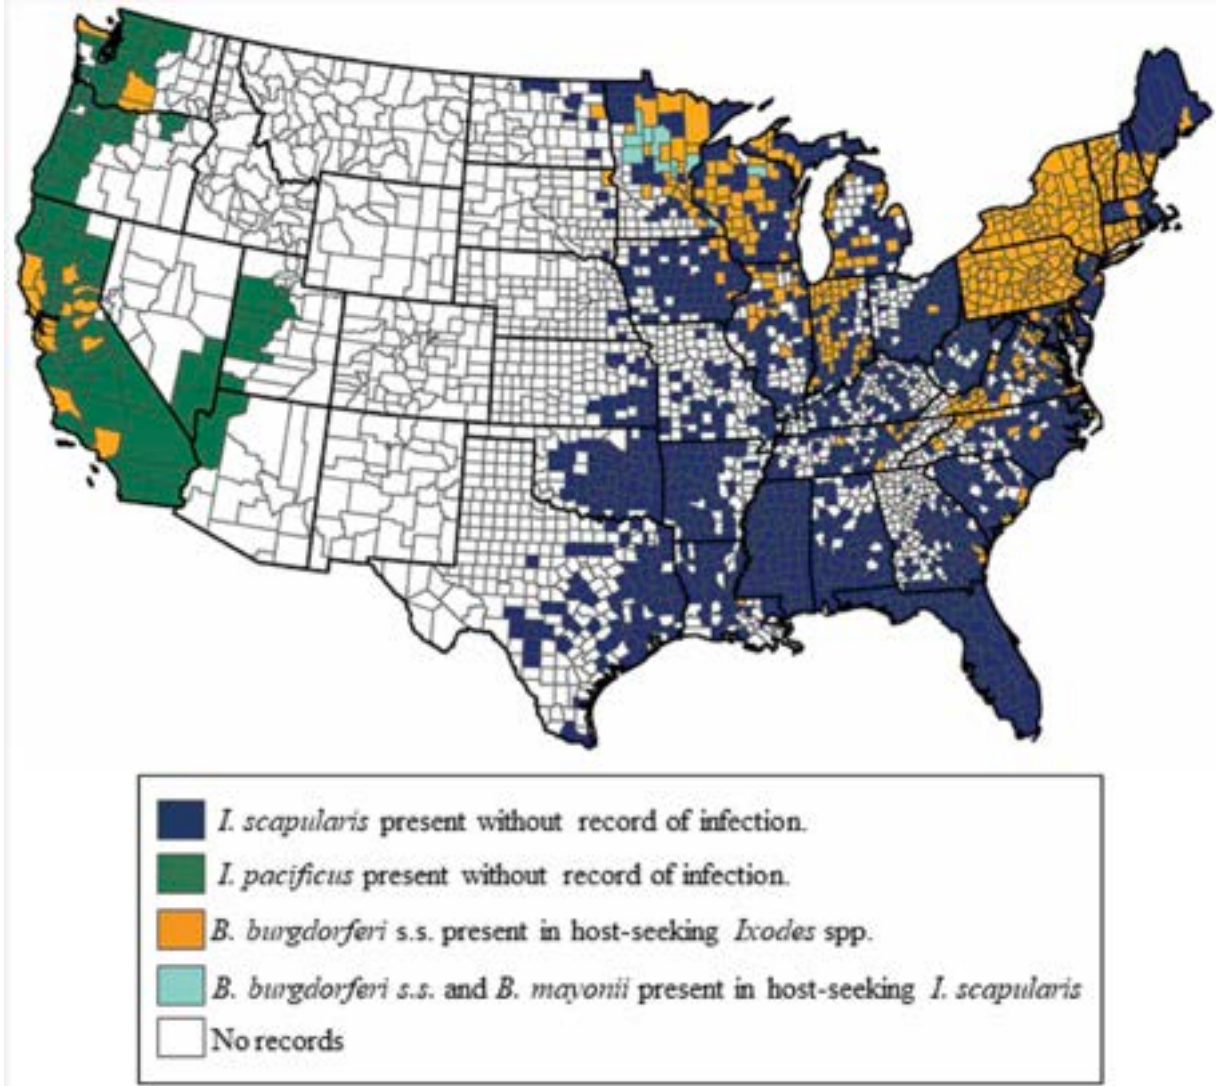 I. scapularis present without record of infection.
I. pacificus present without record of infection.
B. burgdorferi s.s. present in host-seeking Ixodes spp.
B. burgdorferi s.s. and B. mayonii present in host-seeking I. scapularis
No records